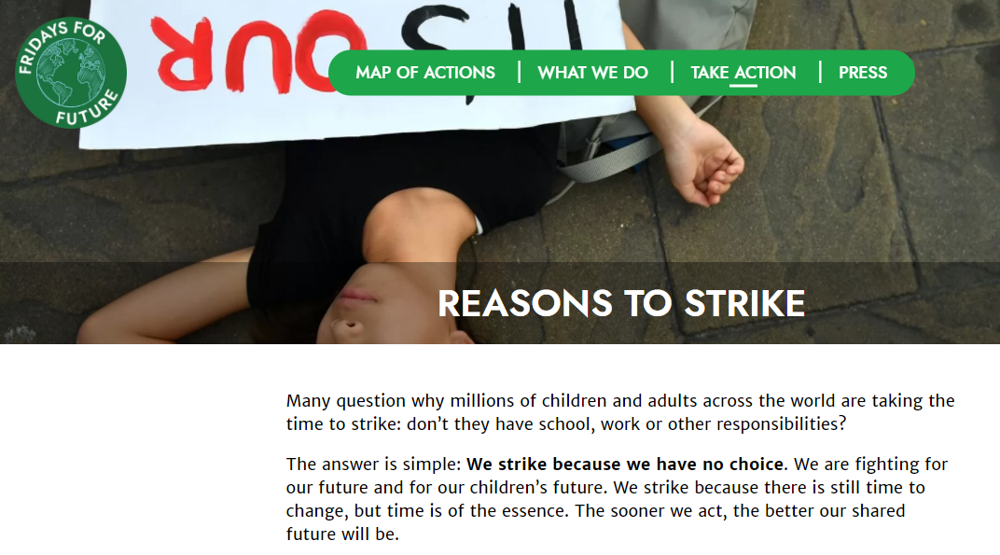 FRIDAYS FOR
FUTURE
IT'S OUR
MAP OF ACTIONS
WHAT WE DO
TAKE ACTION
PRESS
REASONS TO STRIKE
Many question why millions of children and adults across the world are taking the
time to strike: don’t they have school, work or other responsibilities?
The answer is simple: We strike because we have no choice. We are fighting for
our future and for our children’s future. We strike because there is still time to
change, but time is of the essence. The sooner we act, the better our shared
future will be.